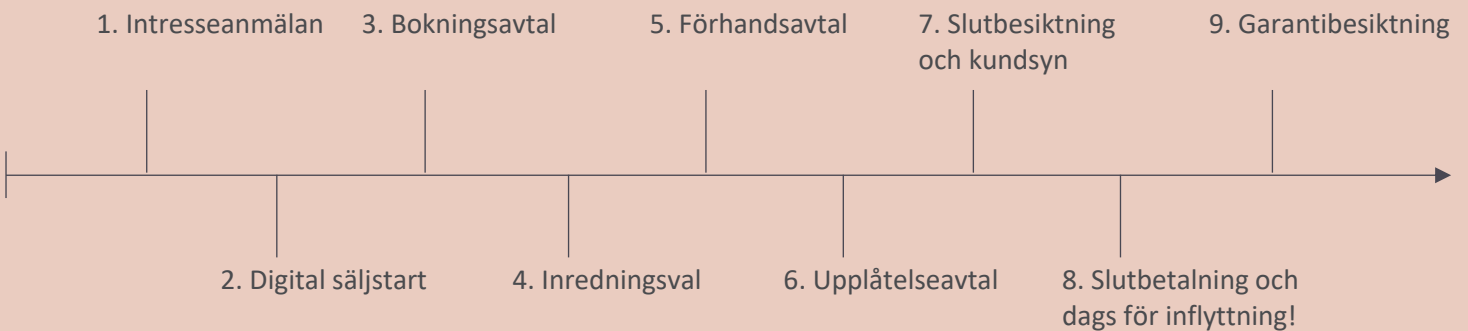 1. Intresseanmälan
3. Bokningsavtal
5. Förhandsavtal
7. Slutbesiktning
och kundsyn
9. Garantibesiktning
2. Digital säljstart
4. Inredningsval
6. Upplåtelseavtal
8. Slutbetalning och
dags för inflyttning!